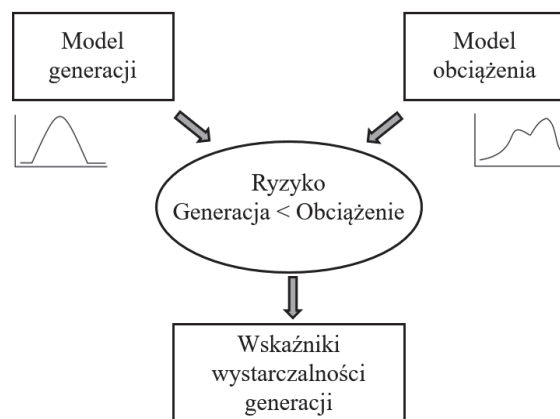 Model
generacji
Model
obciążenia
Ryzyko
Generacja < Obciążenie
Wskaźniki
wystarczalności
generacji